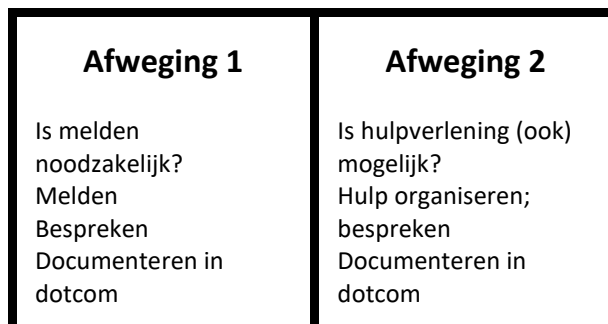 Afweging 1
Is melden
noodzakelijk?
Melden
Bespreken
Documenteren in
dotcom
Afweging 2
Is hulpverlening (ook)
mogelijk?
Hulp organiseren;
bespreken
Documenteren in
dotcom